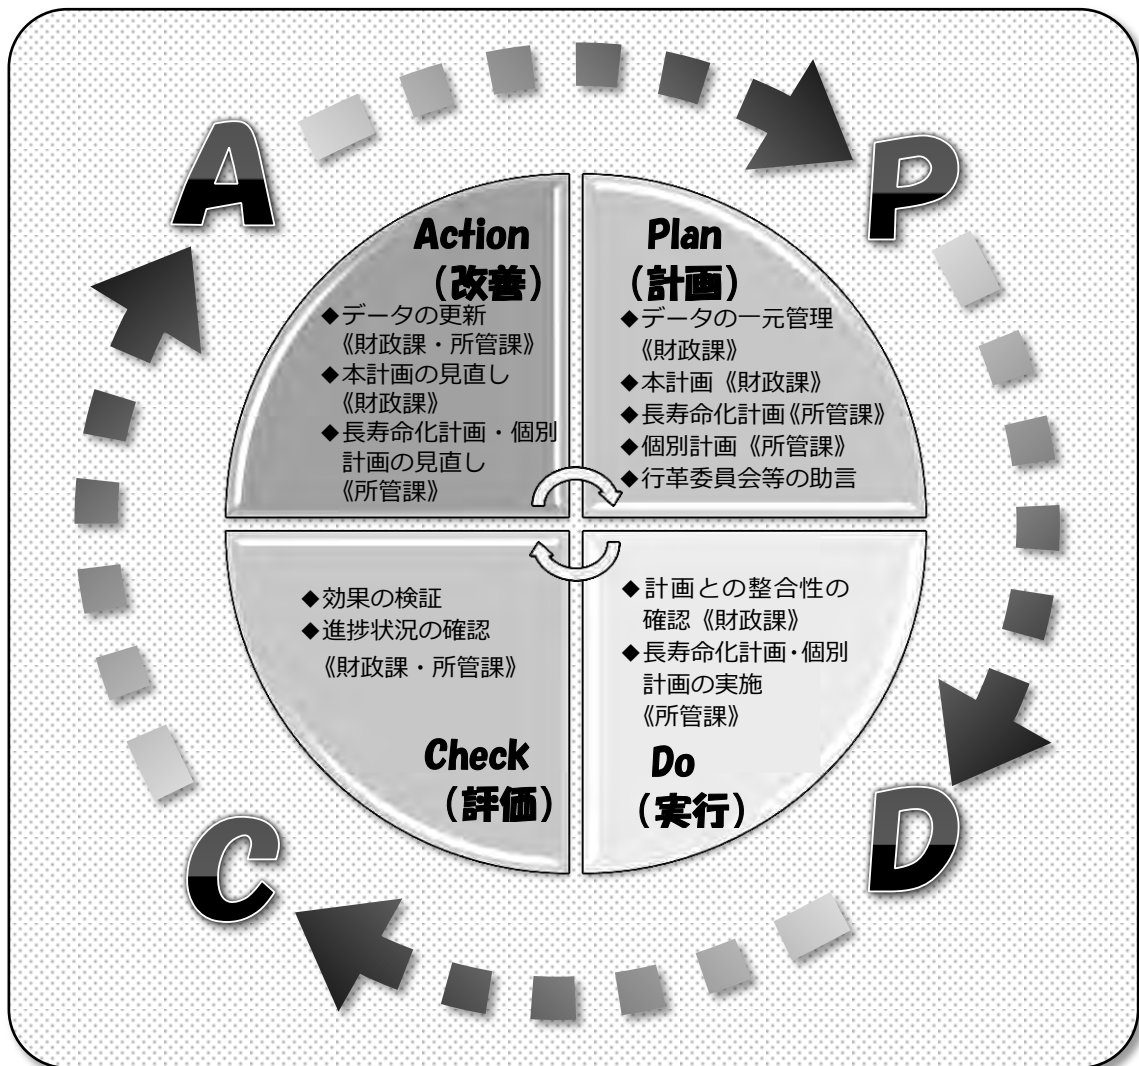 A
P
Action
（改善）
◆データの更新
《財政課・所管課》
◆本計画の見直し
《財政課》
◆長寿命化計画・個別
計画の見直し
《所管課》
Plan
（計画）
◆データの一元管理
《財政課》
◆本計画《財政課》
◆長寿命化計画《所管課》
◆個別計画《所管課》
◆行革委員会等の助言
◆効果の検証
◆進捗状況の確認
《財政課・所管課》
Check
（評価）
◆計画との整合性の
確認《財政課》
◆長寿命化計画・個別
計画の実施
《所管課》
Do
（実行）
C
D